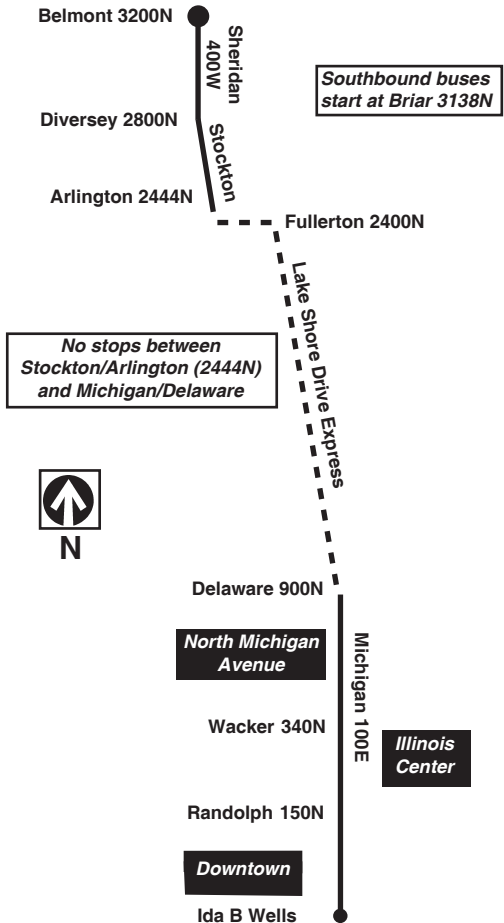 Belmont 3200N
Sheridan
400W
Southbound buses
start at Briar 3138N
Diversey 2800N
Stockton
Arlington 2444N
Fullerton 2400N
Lake Shore Drive Express
No stops between
Stockton/Arlington (2444N)
and Michigan/Delaware
N
Delaware 900N
North Michigan
Avenue
Michigan 100E
Wacker 340N
Illinois
Center
Randolph 150N
Downtown
Ida B Wells